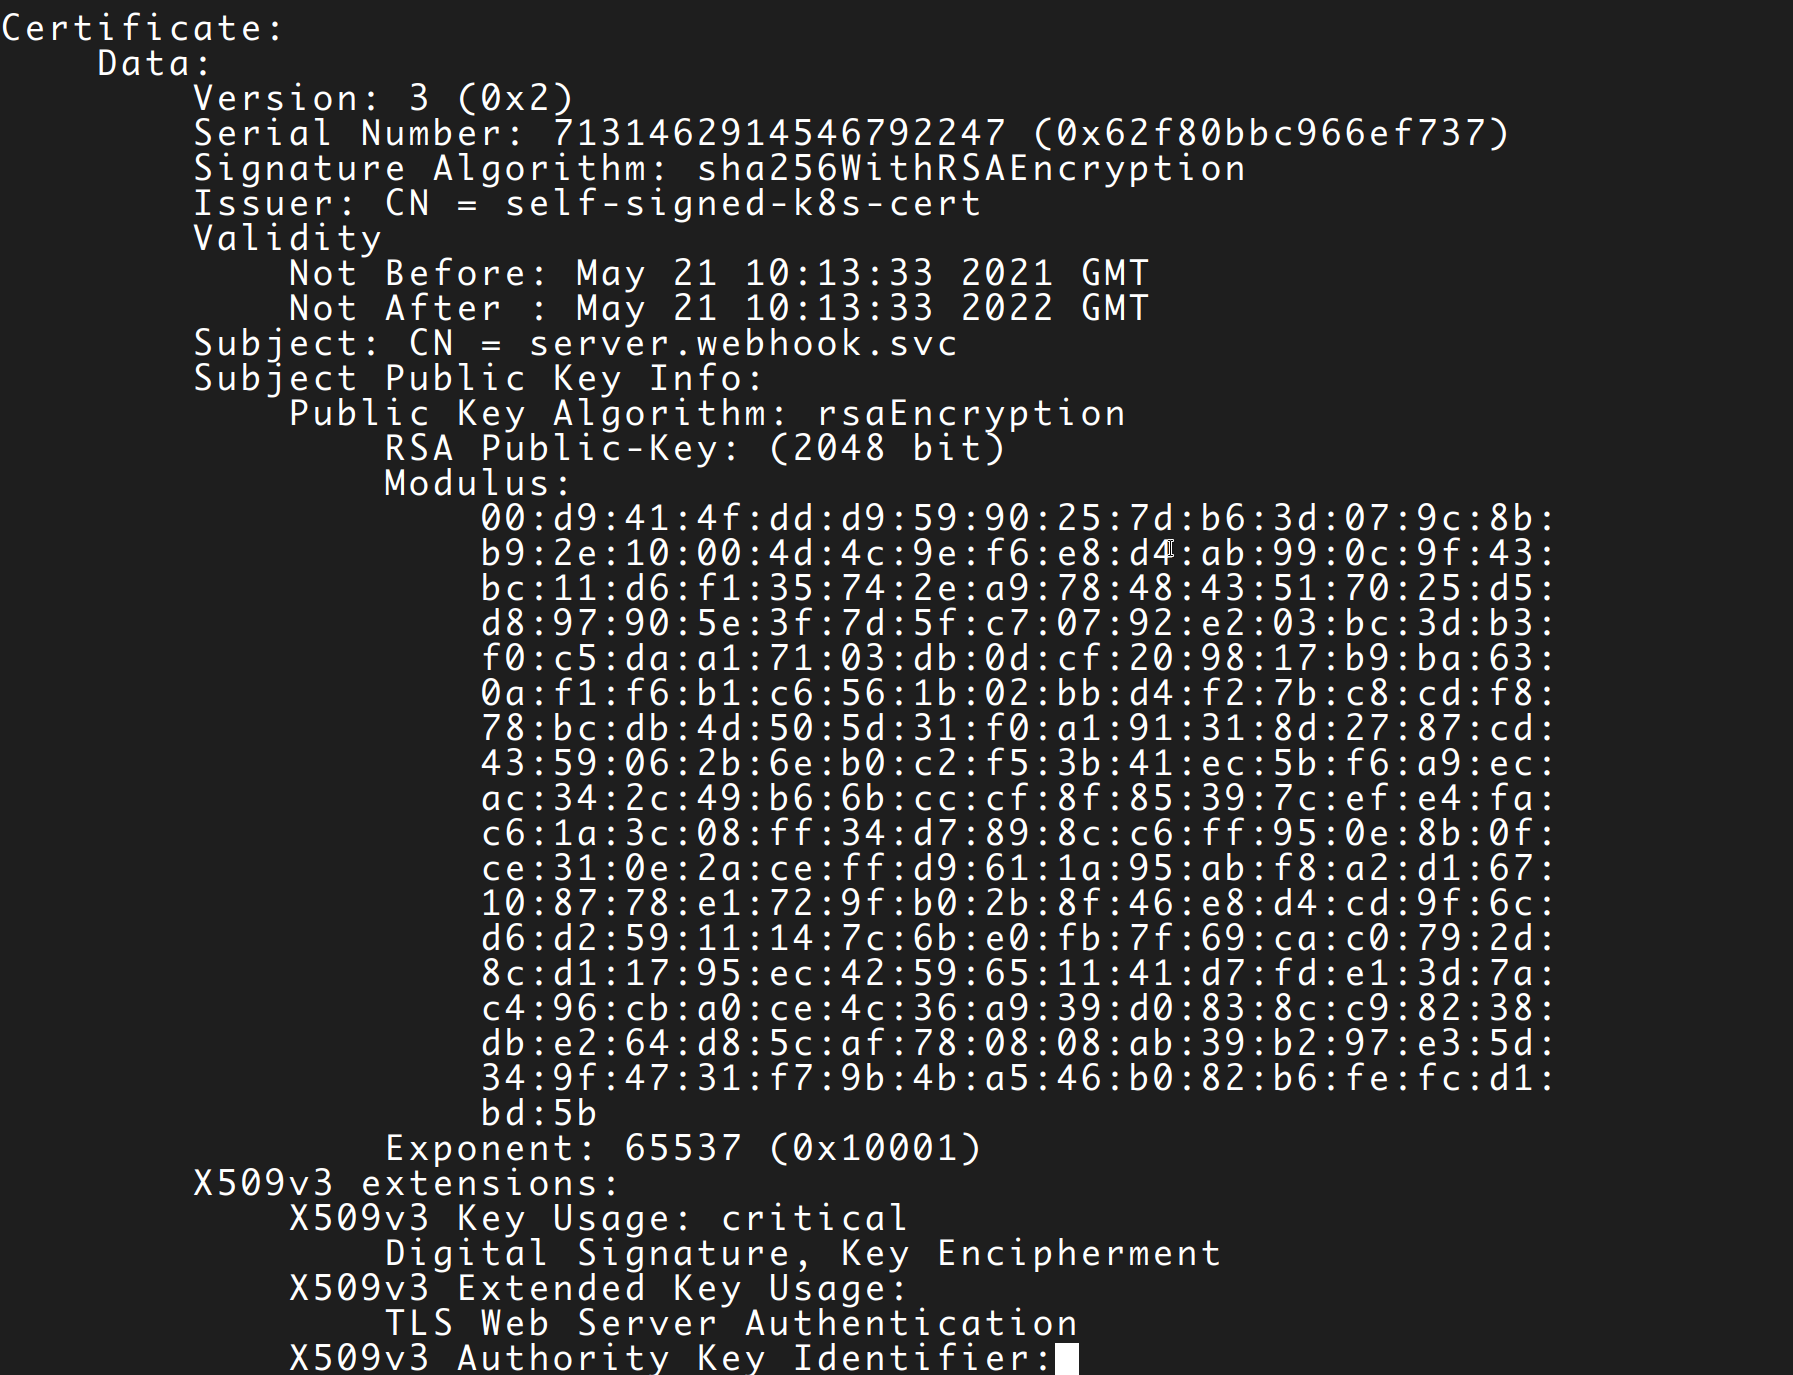 Certificate:
Data:
Version: 3 (0x2)
Serial Number: 7131462914546792247 (0x62f80bbc966ef737)
Signature Algorithm: sha256WithRSAEncryption
Issuer: CN = self-signed-k8s-cert
Validity
Not Before: May 21 10:13:33 2021 GMT
Not After : May 21 10:13:33 2022 GMT
Subject: CN = server.webhook.svc
Subject Public Key Info:
Public Key Algorithm: rsaEncryption
RSA Public-Key: (2048 bit)
Modulus:
00:d9:41:4f:dd:d9:59:90:25:7d:b6:3d:07:9c:8b:
b9:2e:10:00:4d:4c:9e:f6:e8:d4:ab:99:0c:9f:43:
bc:11:d6:f1:35:74:2e:a9:78:48:43:51:70:25:d5:
d8:97:90:5e:3f:7d:5f:c7:07:92:e2:03:bc:3d:b3:
f0:c5:da:a1:71:03:db:0d:cf:20:98:17:b9:ba:63:
0a:f1:f6:b1:c6:56:1b:02:bb:d4:f2:7b:c8:cd:f8:
78:bc:db:4d:50:5d:31:f0:a1:91:31:8d:27:87:cd:
43:59:06:2b:6e:b0:c2:f5:3b:41:ec:5b:f6:a9:ec:
ac:34:2c:49:b6:6b:cc:cf:8f:85:39:7c:ef:e4:fa:
c6:1a:3c:08:ff:34:d7:89:8c:c6:ff:95:0e:8b:0f:
ce:31:0e:2a:ce:ff:d9:61:1a:95:ab:f8:a2:d1:67:
10:87:78:e1:72:9f:b0:2b:8f:46:e8:d4:cd:9f:6c:
d6:d2:59:11:14:7c:6b:e0:fb:7f:69:ca:c0:79:2d:
8c:d1:17:95:ec:42:59:65:11:41:d7:fd:e1:3d:7a:
c4:96:cb:a0:ce:4c:36:a9:39:d0:83:8c:c9:82:38:
db:e2:64:d8:5c:af:78:08:08:ab:39:b2:97:e3:5d:
34:9f:47:31:f7:9b:4b:a5:46:b0:82:b6:fe:fc:d1:
bd:5b
Exponent: 65537 (0x10001)
X509v3 extensions:
X509v3 Key Usage: critical
Digital Signature, Key Encipherment
X509v3 Extended Key Usage:
TLS Web Server Authentication
X509v3 Authority Key Identifier: